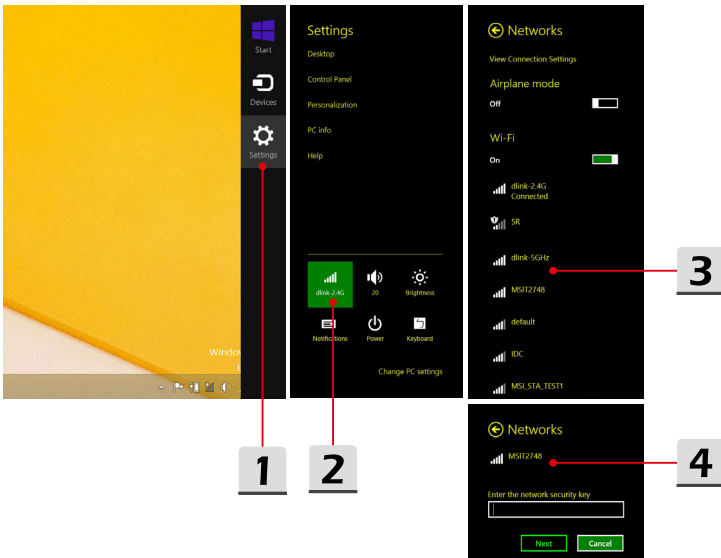 Start
Devices
Settings
Windo
1
Settings
Desktop
Control Panel
Personalization
PC info
Help
dlink-2.4G
20
Brightness
Notifications
Power
Keyboard
Change PC settings
2
Networks
View Connection Settings
Airplane mode
Off
Wi-Fi
On
dlink-2.4G
Connected
SR
dlink-5GHz
MSIT2748
default
IDC
MSI_STA_TEST1
3
Networks
MSIT2748
Enter the network security key
Next
Cancel
4